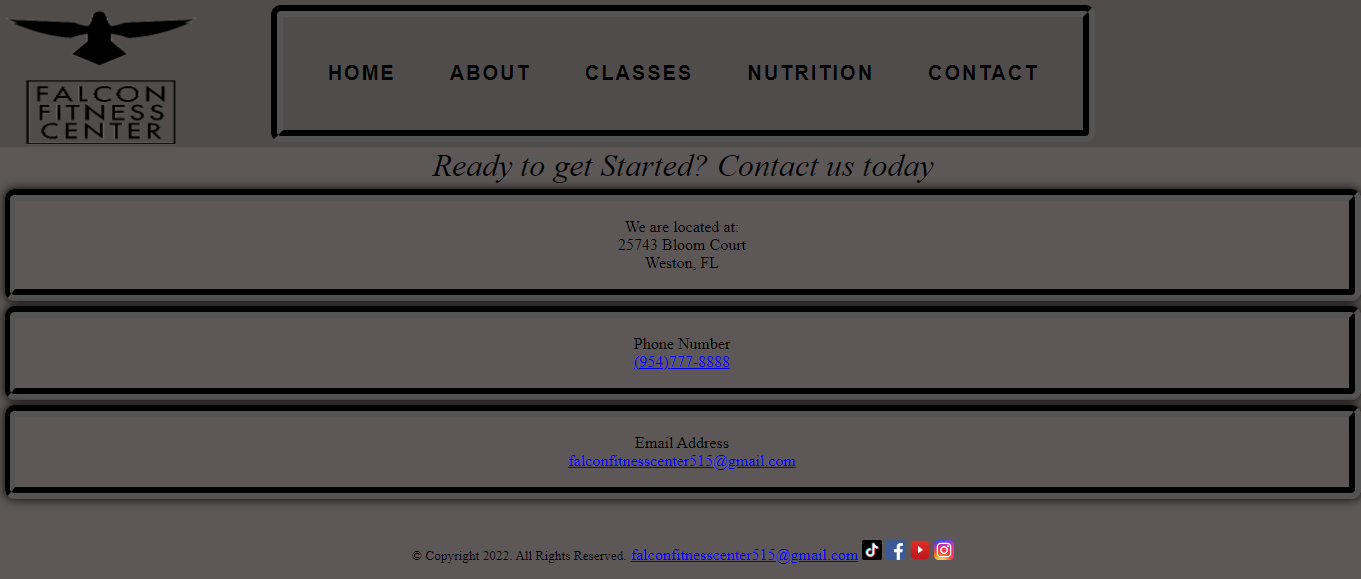 FALCON
FITNESS
CENTER
HOME ABOUT CLASSES NUTRITION CONTACT
Ready to get Started? Contact us today
We are located at:
25743 Bloom Court
Weston, FL
Phone Number
(954)777-8888
Email Address
falconfitnesscenter515@gmail.com
© Copyright 2022. All Rights Reserved. falconfitnesscenter515@gmail.com